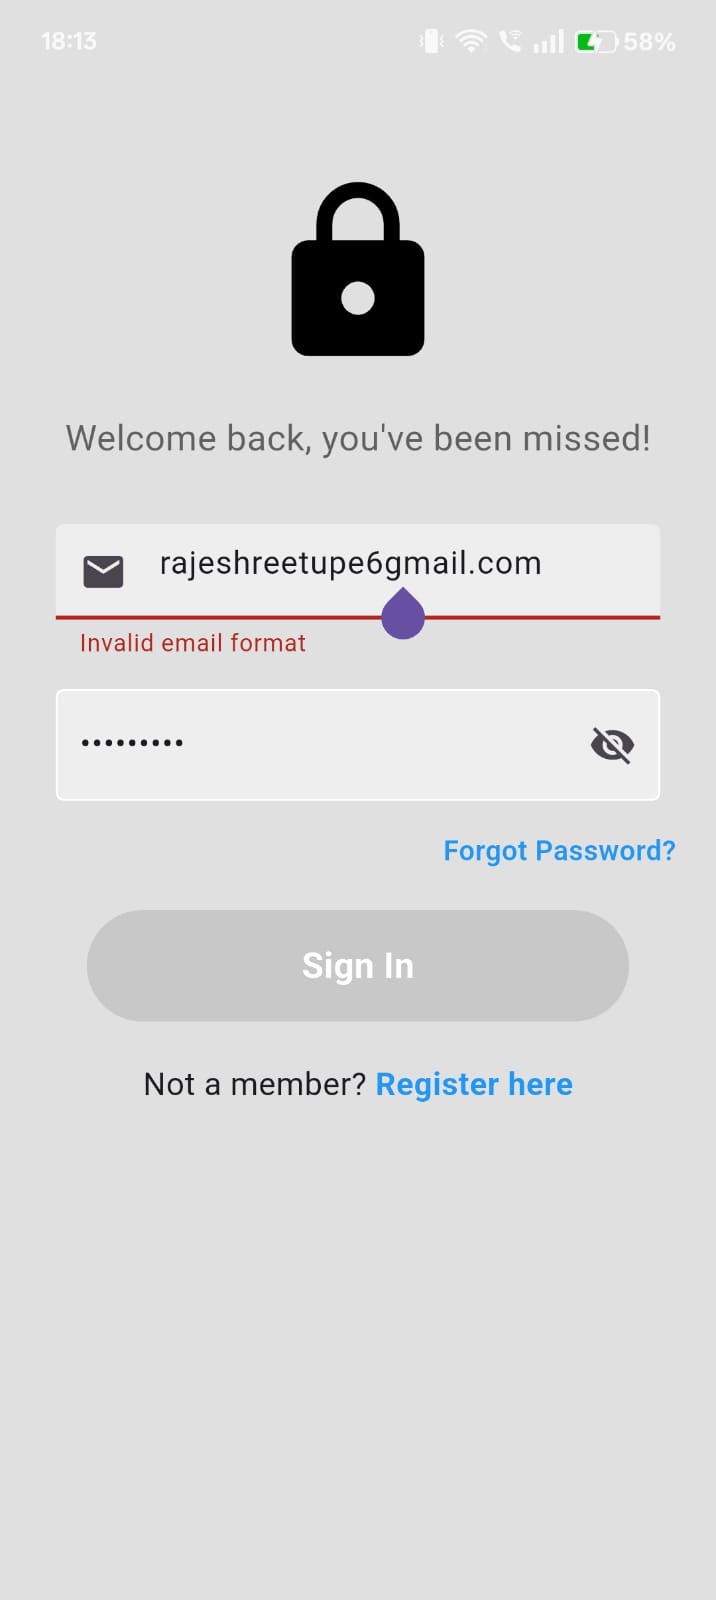 18:13 58%
Welcome back, you've been missed!
rajeshreetupe6gmail.com
Invalid email format
•••••••••
Forgot Password?
Sign In
Not a member? Register here